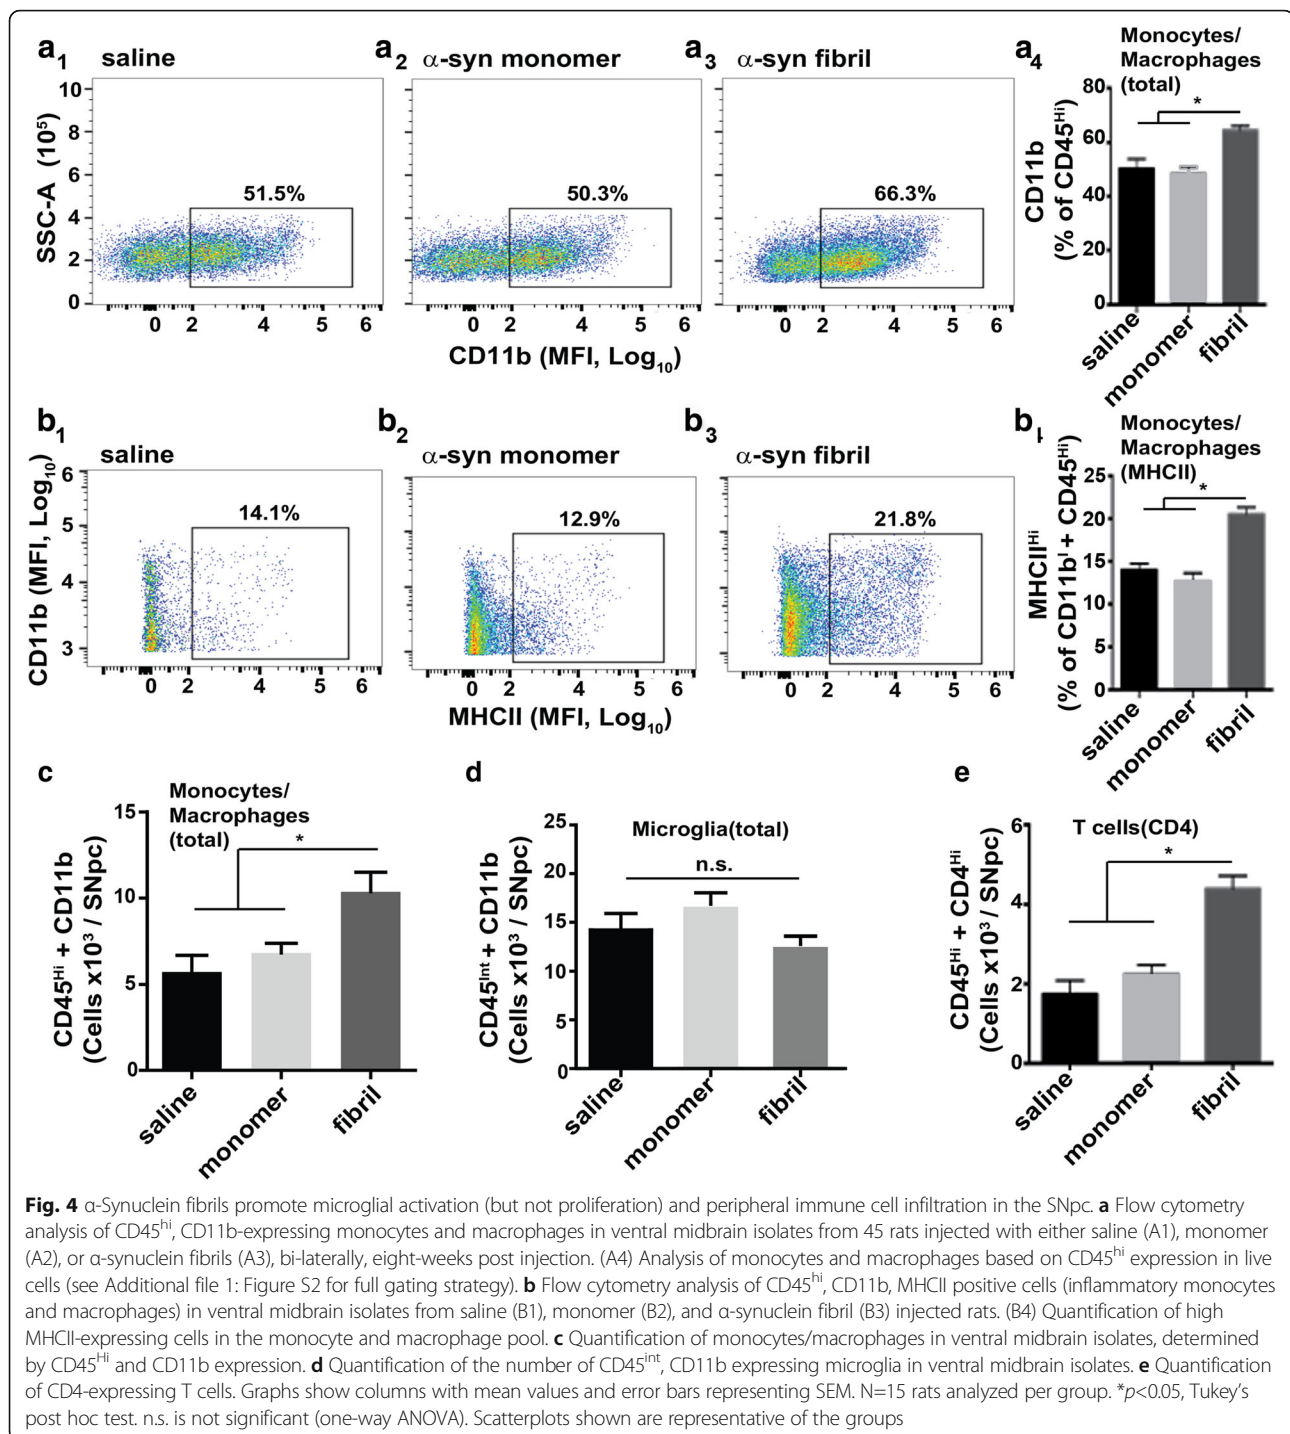 a1 saline
a2 α-syn monomer
a3 α-syn fibril
a4 Monocytes/
Macrophages
(total)
SSC-A (10⁵)
10
8
6
4
2
0
51.5%
50.3%
66.3%
0 2 4 5 6
0 2 4 5 6
0 2 4 5 6
CD11b (MFI, Log₁₀)
CD11b
(% of CD45ᴴⁱ)
80
60
40
20
0
*
saline
monomer
fibril
b1 saline
b2 α-syn monomer
b3 α-syn fibril
b4 Monocytes/
Macrophages
(MHCII)
CD11b (MFI, Log₁₀)
6
5
4
3
14.1%
12.9%
21.8%
0 2 4 5 6
0 2 4 5 6
0 2 4 5 6
MHCII (MFI, Log₁₀)
MHCIIᴴⁱ
(% of CD11b + CD45ᴴⁱ)
25
20
15
10
5
0
*
saline
monomer
fibril
c
Monocytes/
Macrophages
(total)
CD45ᴴⁱ + CD11b
(Cells x10³ / SNpc)
15
10
5
0
*
saline
monomer
fibril
d
Microglia(total)
n.s.
CD45ᴵⁿᵗ + CD11b
(Cells x10³ / SNpc)
25
20
15
10
5
0
saline
monomer
fibril
e
T cells(CD4)
*
CD45ᴴⁱ + CD4ᴴⁱ
(Cells x10³ / SNpc)
6
4
2
0
saline
monomer
fibril
Fig. 4 α-Synuclein fibrils promote microglial activation (but not proliferation) and peripheral immune cell infiltration in the SNpc. a Flow cytometry
analysis of CD45ʰⁱ, CD11b-expressing monocytes and macrophages in ventral midbrain isolates from 45 rats injected with either saline (A1), monomer
(A2), or α-synuclein fibrils (A3), bi-laterally, eight-weeks post injection. (A4) Analysis of monocytes and macrophages based on CD45ʰⁱ expression in live
cells (see Additional file 1: Figure S2 for full gating strategy). b Flow cytometry analysis of CD45ʰⁱ, CD11b, MHCII positive cells (inflammatory monocytes
and macrophages) in ventral midbrain isolates from saline (B1), monomer (B2), and α-synuclein fibril (B3) injected rats. (B4) Quantification of high
MHCII-expressing cells in the monocyte and macrophage pool. c Quantification of monocytes/macrophages in ventral midbrain isolates, determined
by CD45ᴴⁱ and CD11b expression. d Quantification of the number of CD45ⁱⁿᵗ, CD11b expressing microglia in ventral midbrain isolates. e Quantification
of CD4-expressing T cells. Graphs show columns with mean values and error bars representing SEM. N=15 rats analyzed per group. *p<0.05, Tukey's
post hoc test. n.s. is not significant (one-way ANOVA). Scatterplots shown are representative of the groups